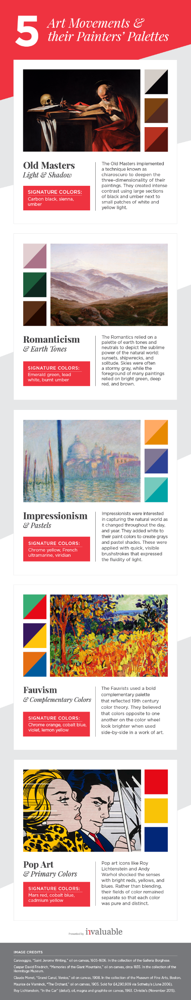 5
Art Movements &
their Painters' Palettes
Old Masters
Light & Shadow
SIGNATURE COLORS:
Carbon black, sienna,
umber
The Old Masters implemented
a technique known as
chiaroscuro to deepen the
three-dimensionality of their
paintings. They created intense
contrast using large sections
of black and umber next to
small patches of white and
yellow light.
Romanticism
& Earth Tones
SIGNATURE COLORS:
Emerald green, lead
white, burnt umber
The Romantics relied on a
palette of earth tones and
neutrals to depict the sublime
power of the natural world:
sunsets, shipwrecks, and
solitude. Skies were often
a stormy gray, while the
foreground of many paintings
relied on bright green, deep
red, and brown.
Impressionism
& Pastels
SIGNATURE COLORS:
Chrome yellow, French
ultramarine, viridian
Impressionists were interested
in capturing the natural world as
it changed throughout the day,
and year. They added white to
their paint colors to create grays
and pastel shades. These were
applied with quick, visible
brushstrokes that expressed
the fluidity of light.
Fauvism
& Complementary Colors
SIGNATURE COLORS:
Chrome orange, cobalt blue,
violet, lemon yellow
The Fauvists used a bold
complementary palette
that reflected 19th century
color theory. They believed
that colors opposite to one
another on the color wheel
look brighter when used
side-by-side in a work of art.
Pop Art
& Primary Colors
SIGNATURE COLORS:
Mars red, cobalt blue,
cadmium yellow
Pop art icons like Roy
Lichtenstein and Andy
Warhol shocked the senses
with bright reds, yellows, and
blues. Rather than blending,
their fields of color remained
separate so that each color
was pure and distinct.
Presented by invaluable
IMAGE CREDITS
Caravaggio, "Saint Jerome Writing," oil on canvas, 1605-1606. In the collection of the Galleria Borghese.
Caspar David Friedrich, "Memories of the Giant Mountains," oil on canvas, circa 1835. In the collection of the
Hermitage Museum.
Claude Monet, "Grand Canal, Venice," oil on canvas, 1908. In the collection of the Museum of Fine Arts, Boston.
Maurice de Vlaminck, "The Orchard," oil on canvas, 1905. Sold for £4,290,909 via Sotheby's (June 2006).
Roy Lichtenstein, "In the Car" (detail), oil, magna and graphite on canvas, 1963. Christie's (November 2015).